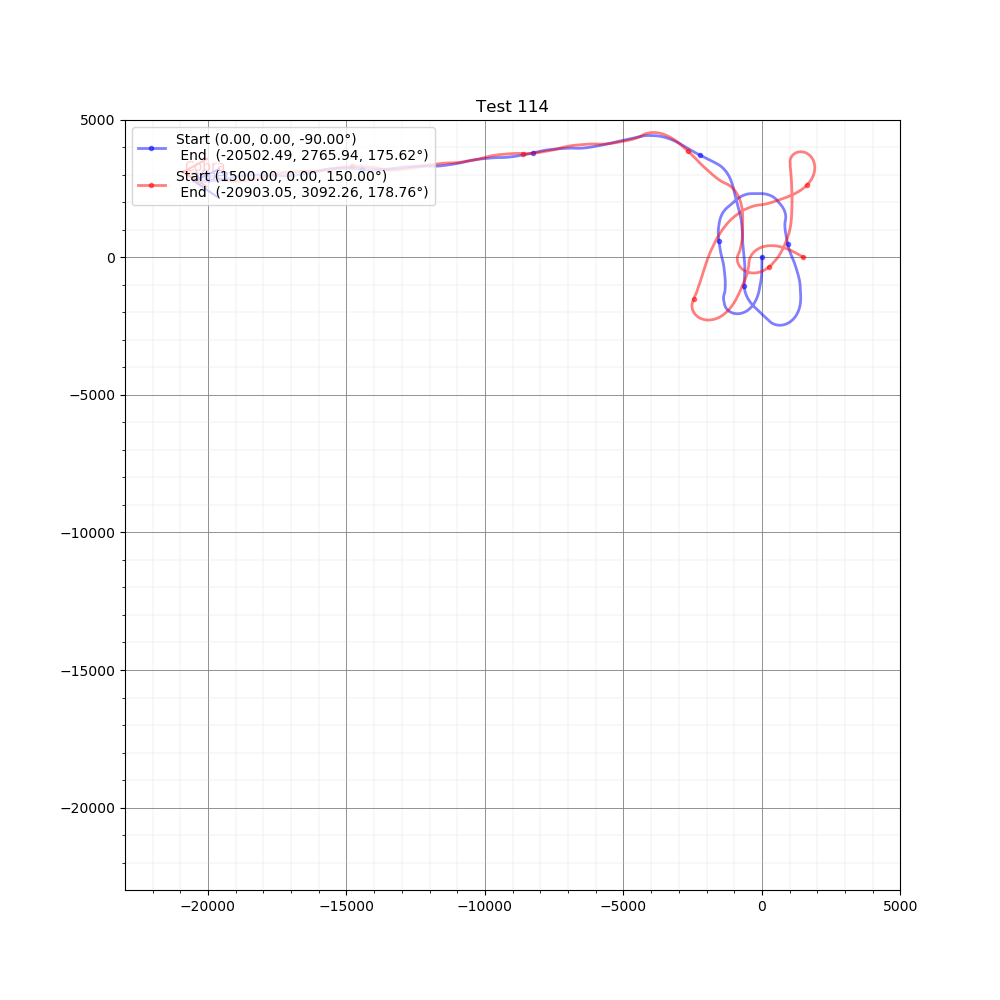 Test 114
Start (0.00, 0.00, -90.00°)
End (-20502.49, 2765.94, 175.62°)
Start (1500.00, 0.00, 150.00°)
End (-20903.05, 3092.26, 178.76°)
5000
0
−5000
−10000
−15000
−20000
−20000 −15000 −10000 −5000 0 5000